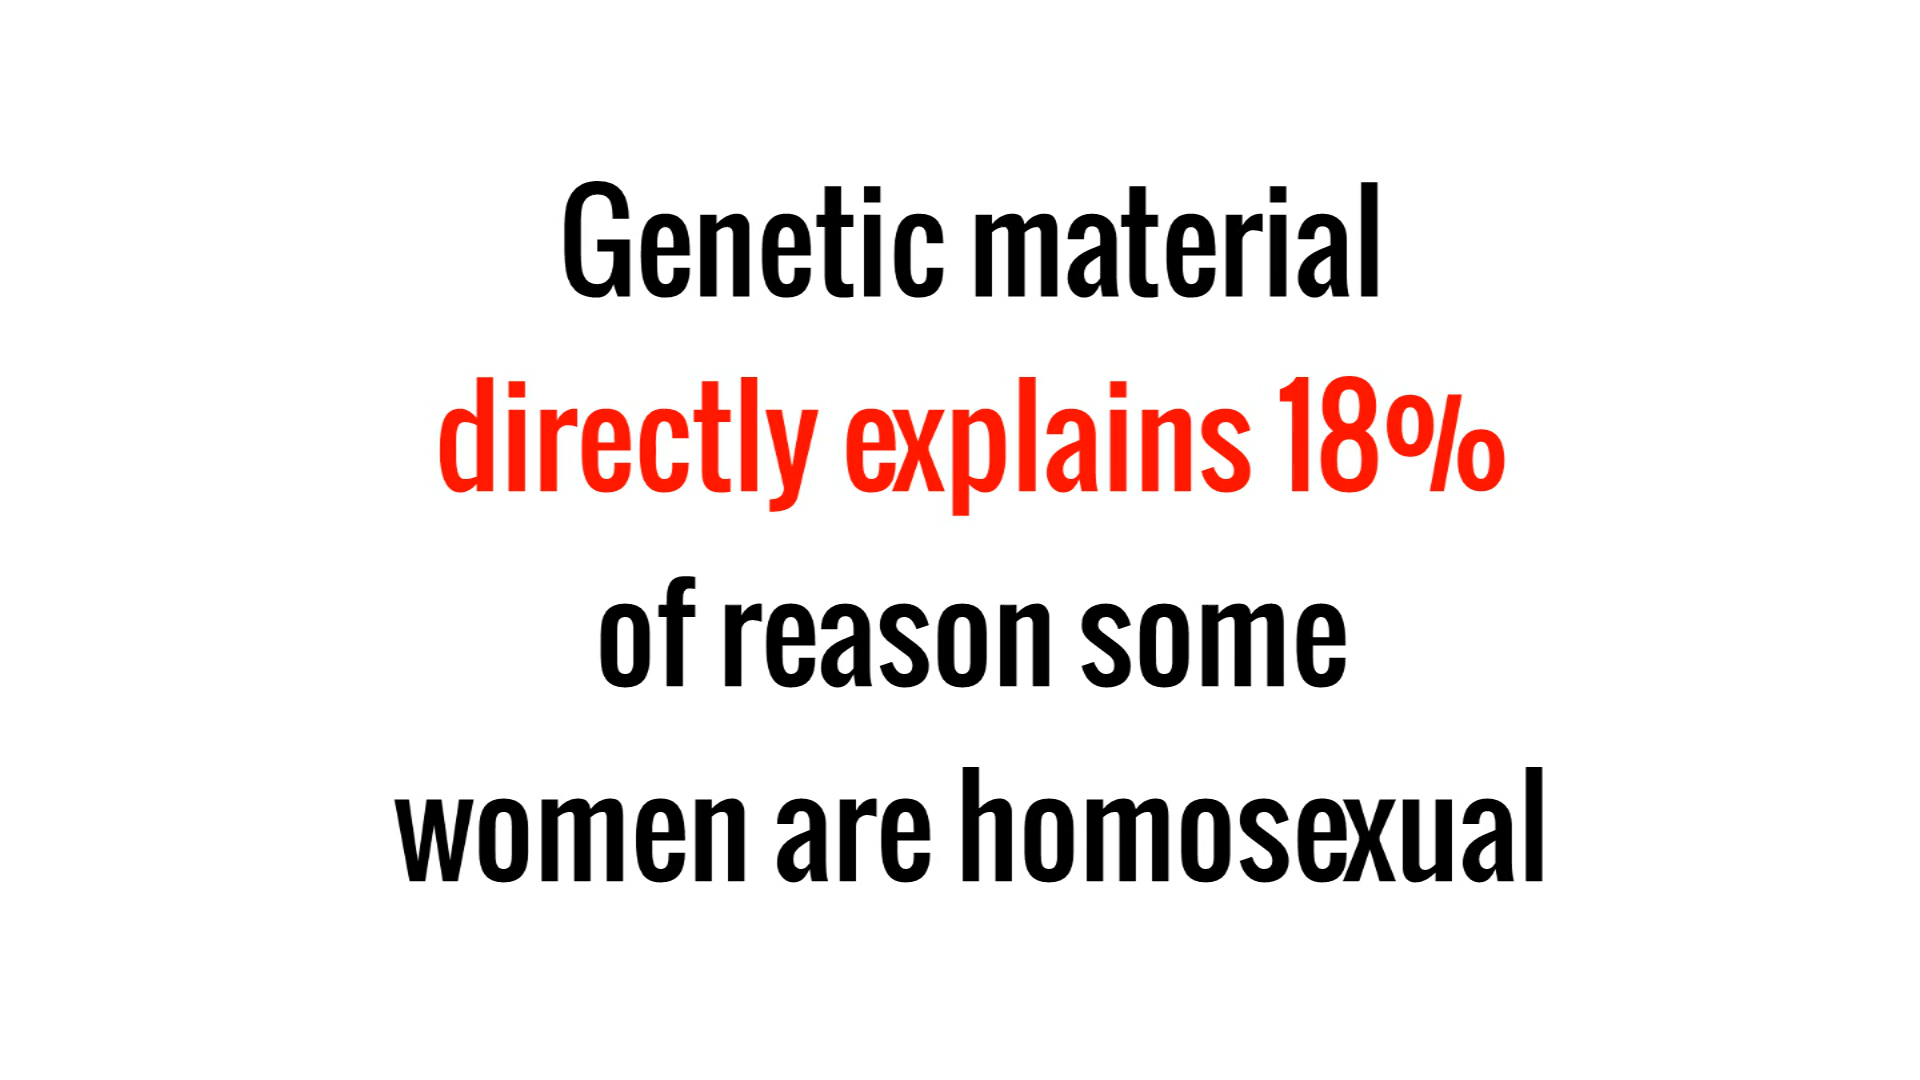 Genetic material
directly explains 18%
of reason some
women are homosexual